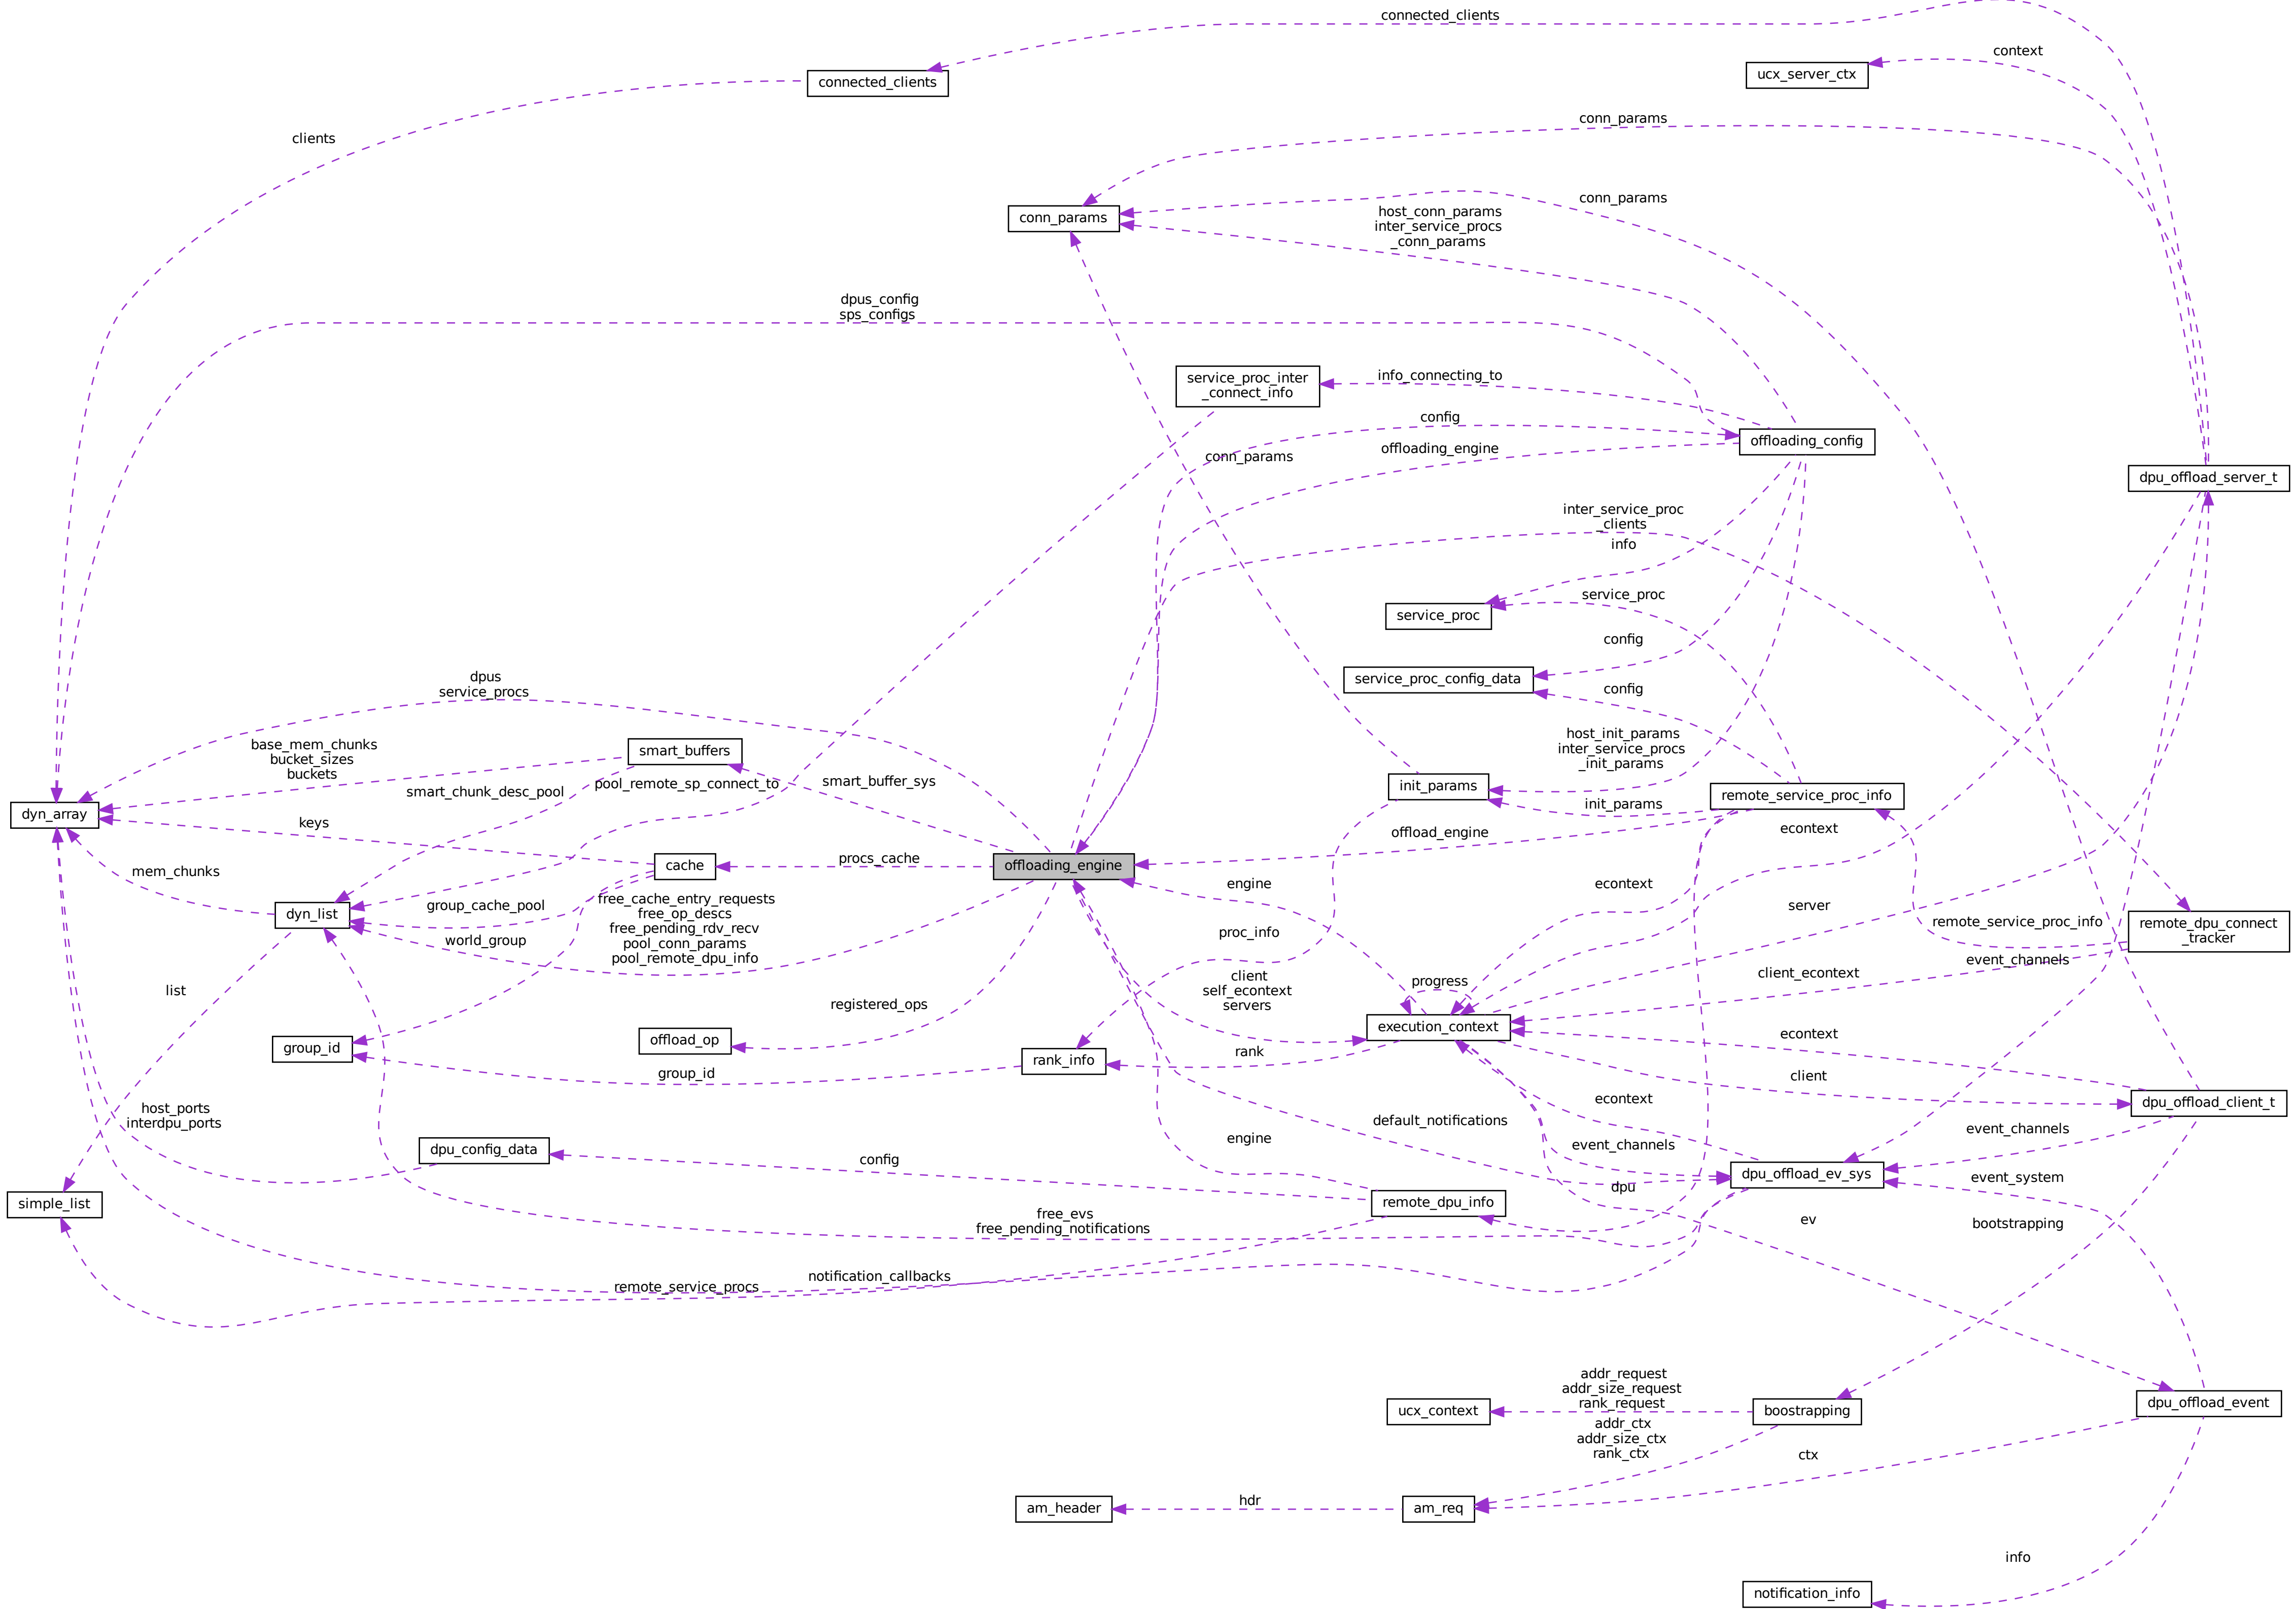 connected_clients
context
ucx_server_ctx
connected_clients
conn_params
clients
conn_params
host_conn_params
inter_service_procs
_conn_params
conn_params
dpus_config
sps_configs
service_proc_inter
_connect_info
info_connecting_to
config
offloading_config
offloading_engine
conn_params
dpu_offload_server_t
inter_service_proc
_clients
info
service_proc
service_proc
config
service_proc_config_data
config
dpus
service_procs
host_init_params
inter_service_procs
_init_params
base_mem_chunks
bucket_sizes
buckets
smart_buffers
smart_chunk_desc_pool
pool_remote_sp_connect_to
smart_buffer_sys
init_params
init_params
remote_service_proc_info
dyn_array
keys
offload_engine
econtext
cache
procs_cache
offloading_engine
mem_chunks
engine
econtext
dyn_list
group_cache_pool
free_cache_entry_requests
free_op_descs
free_pending_rdv_recv
pool_conn_params
pool_remote_dpu_info
world_group
server
remote_service_proc_info
remote_dpu_connect
_tracker
proc_info
event_channels
list
registered_ops
client
self_econtext
servers
progress
client_econtext
execution_context
group_id
offload_op
rank_info
rank
econtext
group_id
client
econtext
dpu_offload_client_t
host_ports
interdpu_ports
default_notifications
event_channels
event_channels
dpu_config_data
config
engine
dpu_offload_ev_sys
event_system
simple_list
dpu
remote_dpu_info
free_evs
free_pending_notifications
ev
bootstrapping
remote_service_procs
notification_callbacks
addr_request
addr_size_request
rank_request
ucx_context
boostrapping
dpu_offload_event
addr_ctx
addr_size_ctx
rank_ctx
ctx
am_header
hdr
am_req
info
notification_info